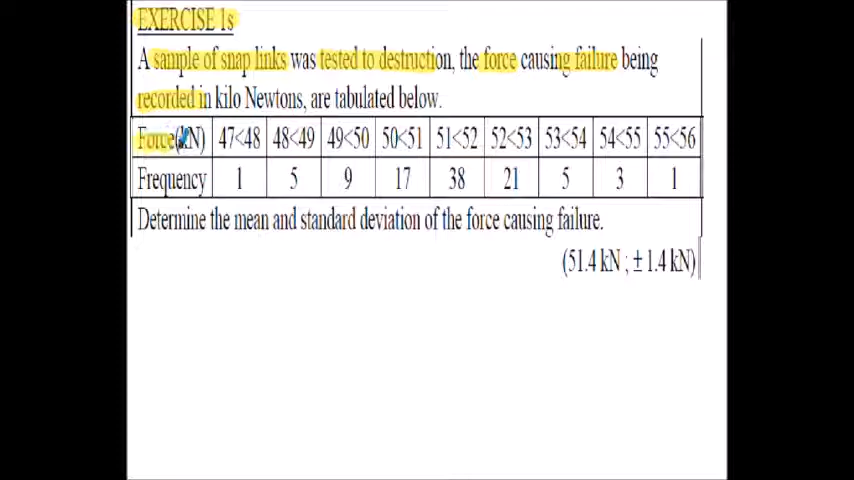 EXERCISE 1s
A sample of snap links was tested to destruction, the force causing failure being
recorded in kilo Newtons, are tabulated below.
Force(kN) 47<48 48<49 49<50 50<51 51<52 52<53 53<54 54<55 55<56
Frequency 1 5 9 17 38 21 5 3 1
Determine the mean and standard deviation of the force causing failure.
(51.4 kN ; ± 1.4 kN)